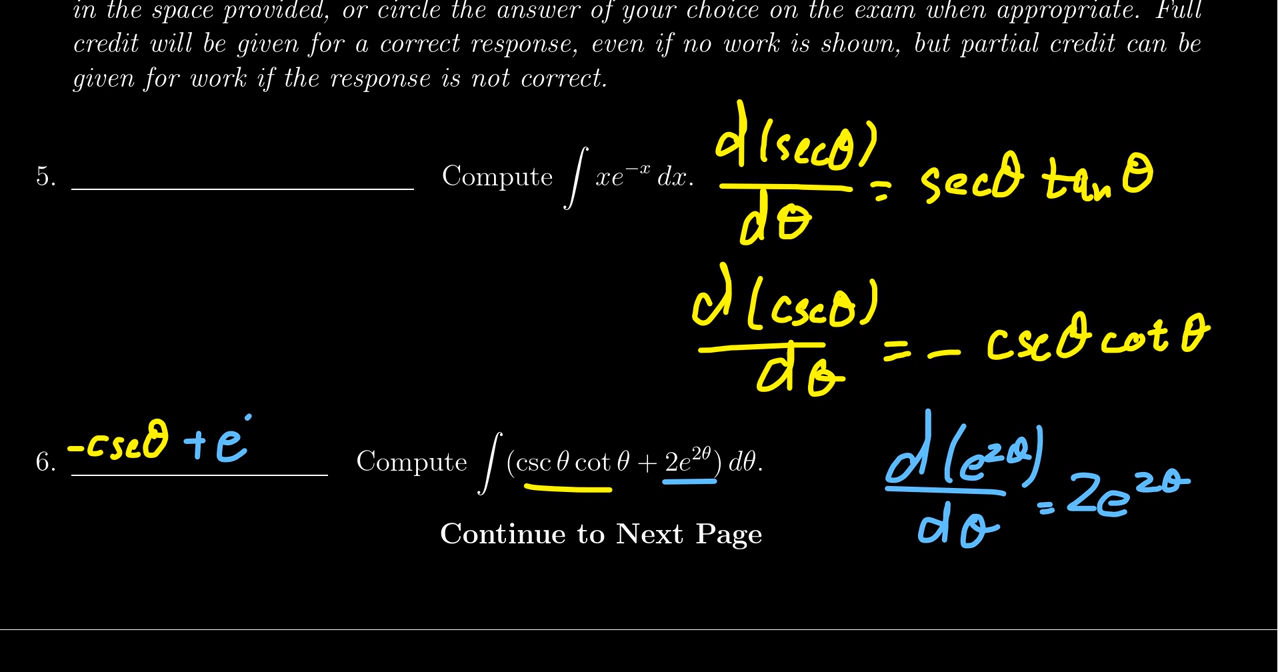 in the space provided, or circle the answer of your choice on the exam when appropriate. Full
credit will be given for a correct response, even if no work is shown, but partial credit can be
given for work if the response is not correct.
5. Compute ∫ xe^{-x} dx.
d(secθ)/dθ = secθ tanθ
d(cscθ)/dθ = - cscθ cotθ
6. -cscθ + e Compute ∫ (csc θ cot θ + 2e^{2θ}) dθ.
d(e^{2θ})/dθ = 2e^{2θ}
Continue to Next Page